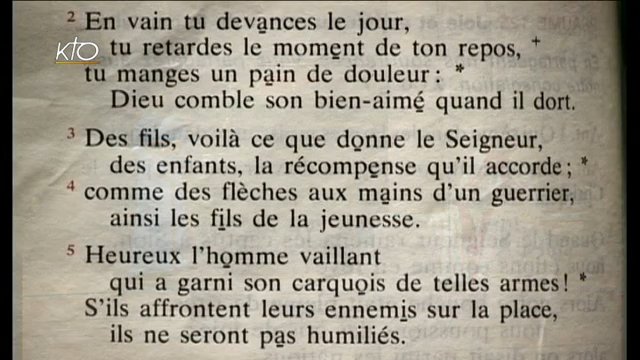 ² En vain tu devances le jour,
KTO tu retardes le moment de ton repos, +
tu manges un pain de douleur : *
Dieu comble son bien-aimé quand il dort.
³ Des fils, voilà ce que donne le Seigneur,
des enfants, la récompense qu'il accorde ; *
⁴ comme des flèches aux mains d'un guerrier,
ainsi les fils de la jeunesse.
⁵ Heureux l'homme vaillant
qui a garni son carquois de telles armes ! *
S'ils affrontent leurs ennemis sur la place,
ils ne seront pas humiliés.